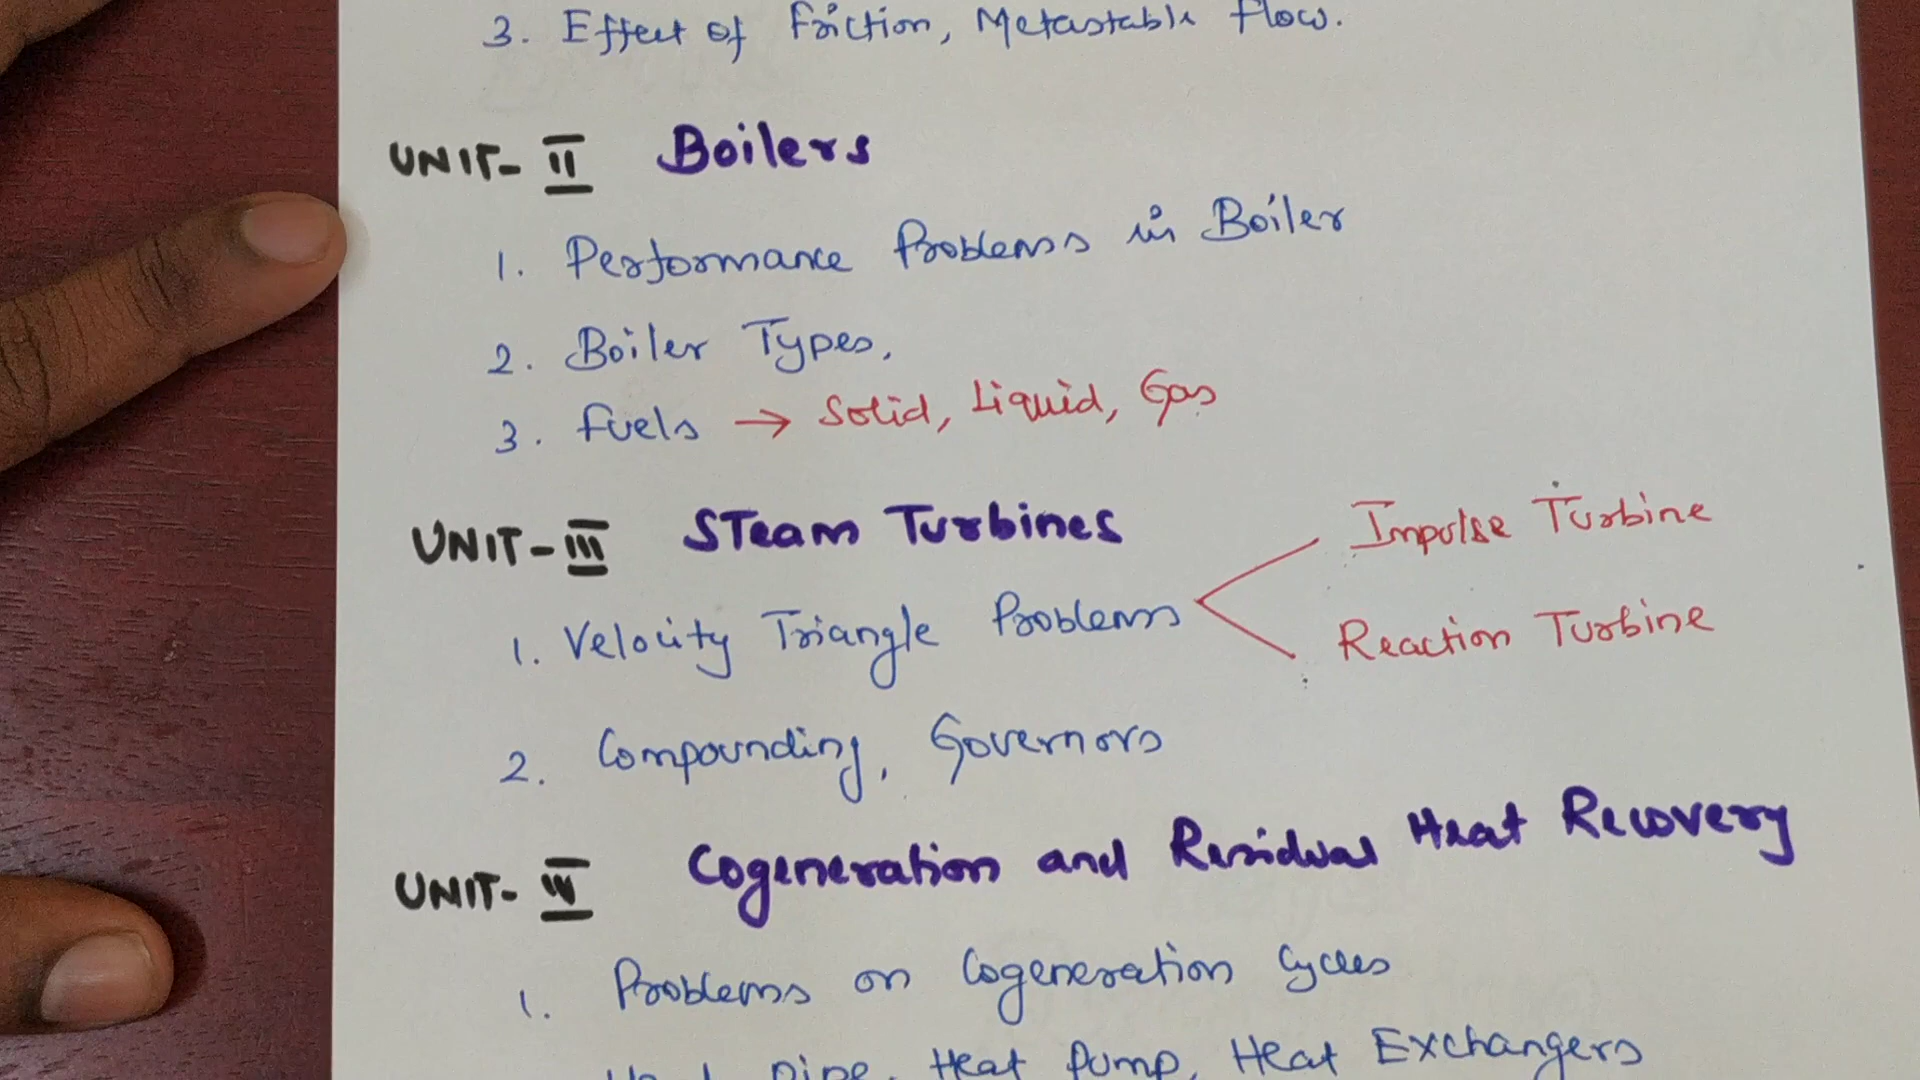 3. Effect of Friction, Metastable flow.
UNIT-II Boilers
1. Performance Problems in Boiler
2. Boiler Types,
3. fuels → Solid, Liquid, Gas
UNIT-III STeam Turbines
Impulse Turbine
1. Velocity Triangle Problems
Reaction Turbine
2. Compounding, Governors
UNIT-IV Cogeneration and Residual Heat Recovery
1. Problems on Cogeneration Cycles
pipe, Heat Pump, Heat Exchangers